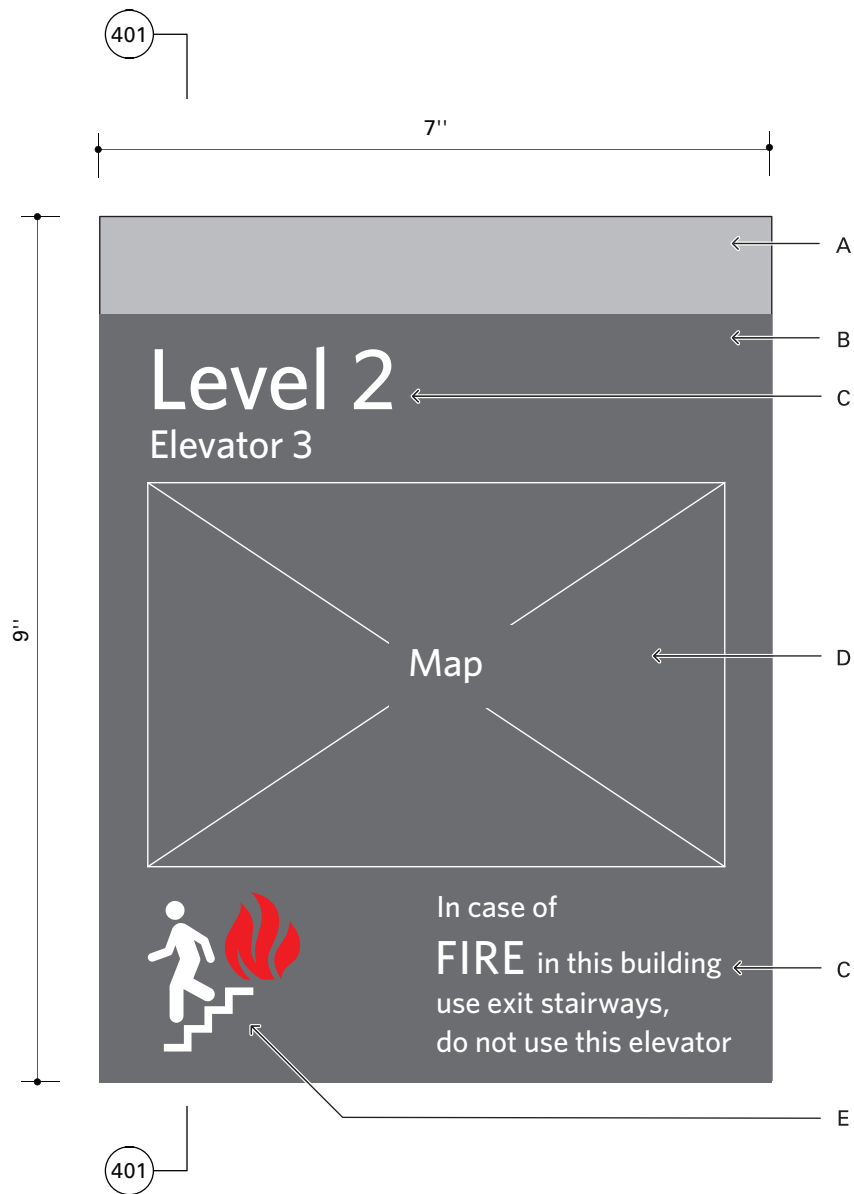 401
7''
A
B
Level 2
C
Elevator 3
9''
Map
D
In case of
FIRE in this building
C
use exit stairways,
do not use this elevator
E
401